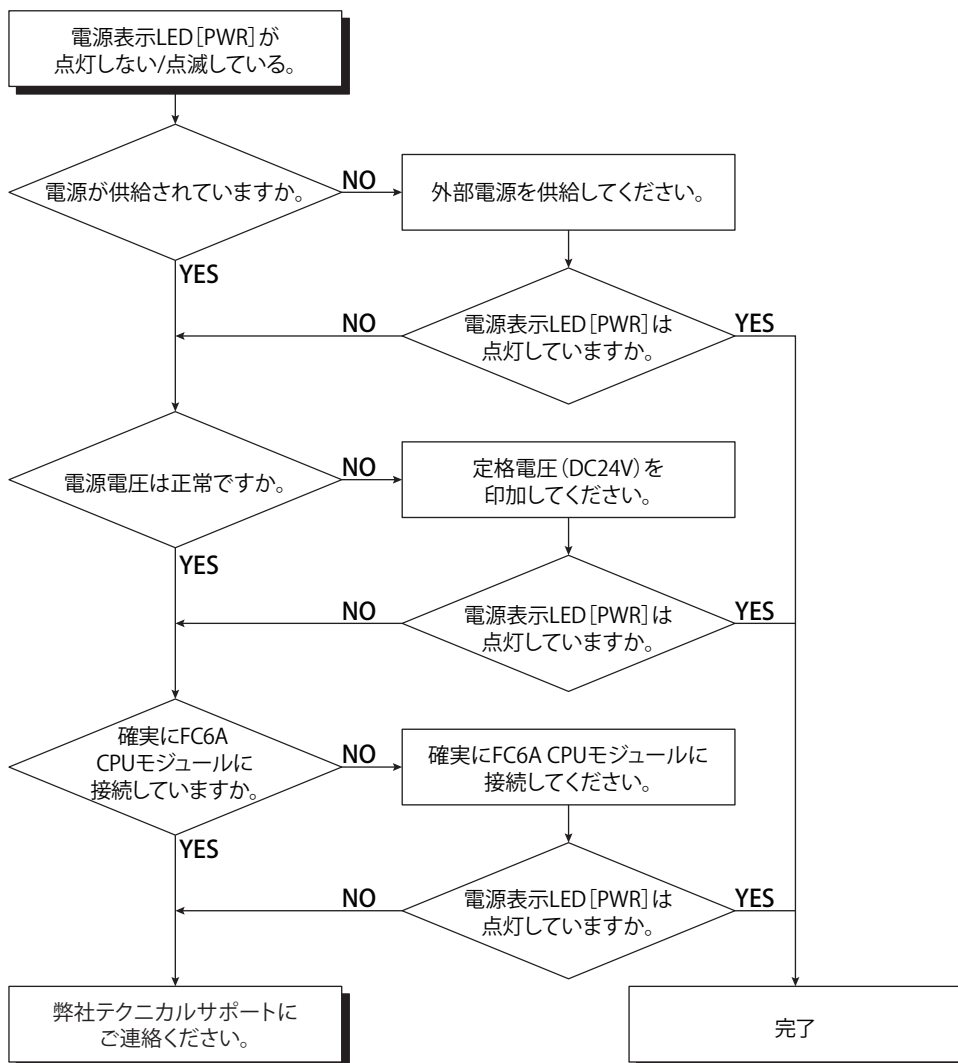 電源表示LED[PWR]が
点灯しない/点滅している。
電源が供給されていますか。
NO
外部電源を供給してください。
YES
電源表示LED[PWR]は
点灯していますか。
NO
YES
電源電圧は正常ですか。
NO
定格電圧(DC24V)を
印加してください。
YES
電源表示LED[PWR]は
点灯していますか。
NO
YES
確実にFC6A
CPUモジュールに
接続していますか。
NO
確実にFC6A CPUモジュールに
接続してください。
YES
電源表示LED[PWR]は
点灯していますか。
NO
YES
弊社テクニカルサポートに
ご連絡ください。
完了